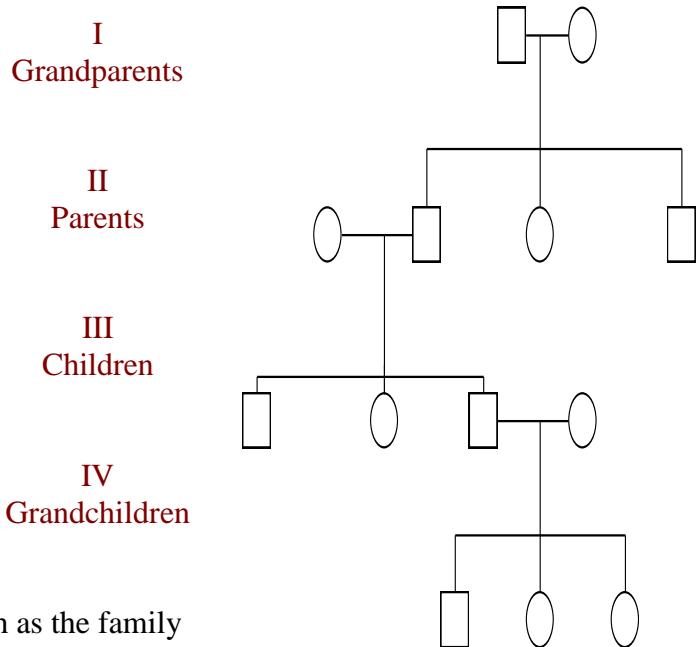 I
Grandparents
II
Parents
III
Children
IV
Grandchildren
as the family